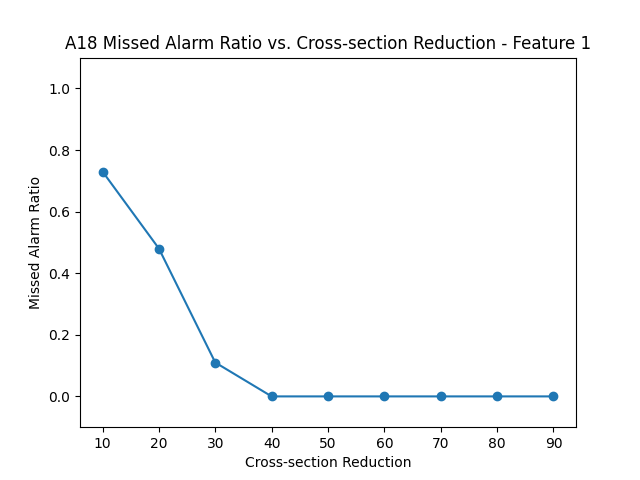 A18 Missed Alarm Ratio vs. Cross-section Reduction - Feature 1
Missed Alarm Ratio
1.0
0.8
0.6
0.4
0.2
0.0
10 20 30 40 50 60 70 80 90
Cross-section Reduction